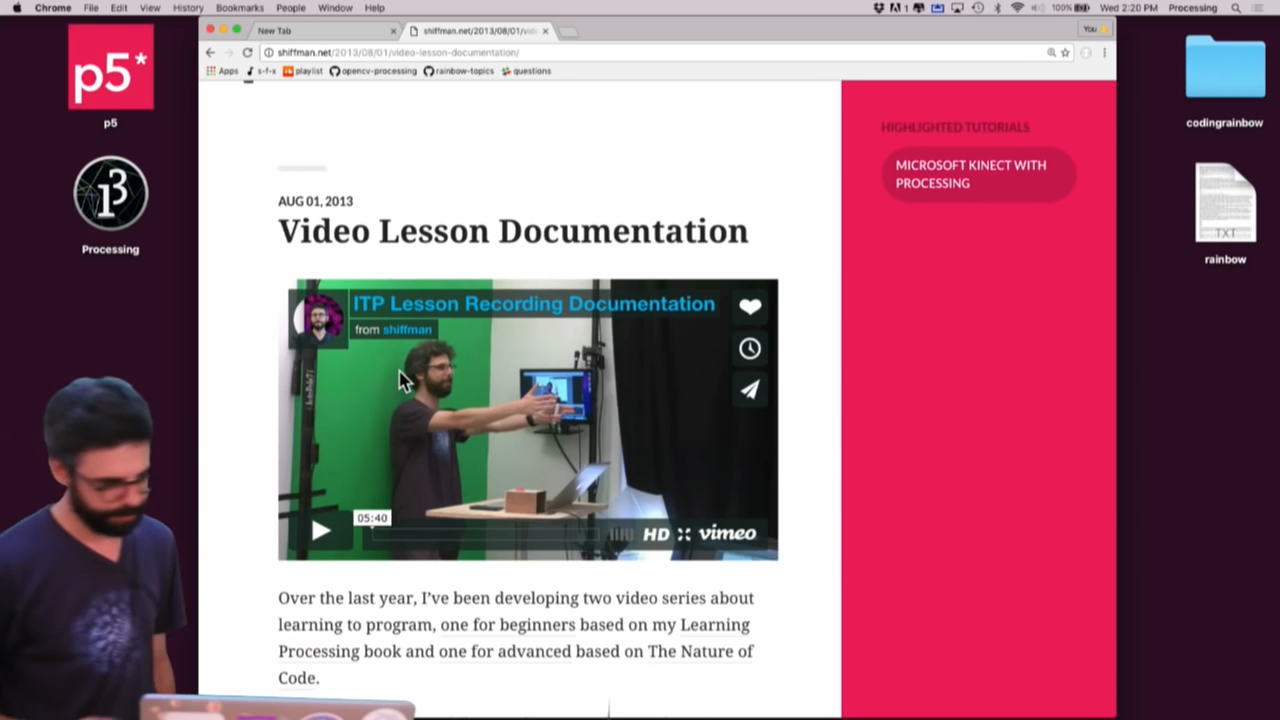 Chrome File Edit View History Bookmarks People Window Help
1 100% Wed 2:20 PM Processing
New Tab
shiffman.net/2013/08/01/vide
You
shiffman.net/2013/08/01/video-lesson-documentation/
Apps s-f-x playlist opencv-processing rainbow-topics questions
p5*
p5
Processing
codingrainbow
TXT
rainbow
HIGHLIGHTED TUTORIALS
MICROSOFT KINECT WITH
PROCESSING
AUG 01, 2013
Video Lesson Documentation
ITP Lesson Recording Documentation
from shiffman
05:40
HD vimeo
Over the last year, I've been developing two video series about
learning to program, one for beginners based on my Learning
Processing book and one for advanced based on The Nature of
Code.